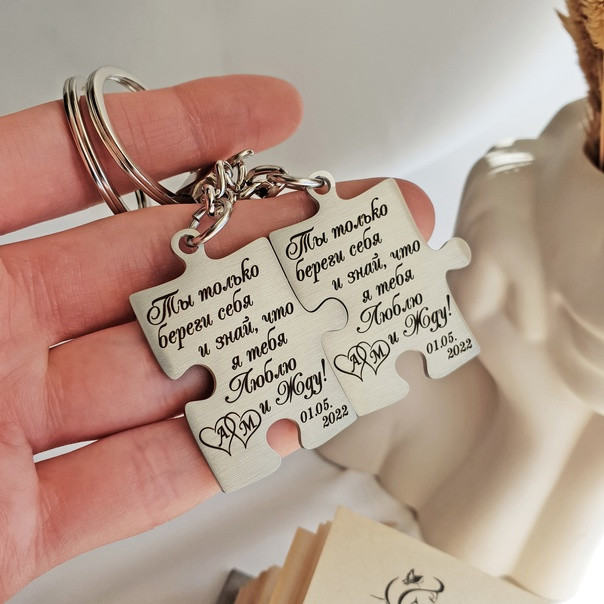 Ты только
береги себя
и знай, что
я тебя
Люблю
и Жду!
А М
01.05.
2022
Ты только
береги себя
и знай, что
я тебя
Люблю
и Жду!
А М
01.05.
2022